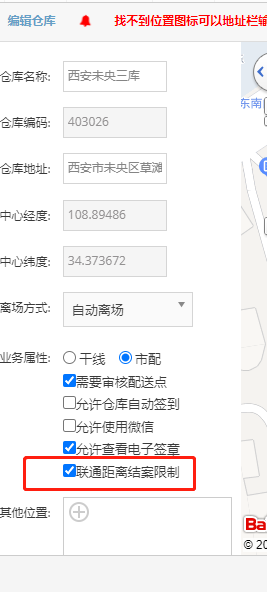 编辑仓库 找不到位置图标可以地址栏输
仓库名称: 西安未央三库
仓库编码: 403026
仓库地址: 西安市未央区草滩
东南
中心经度: 108.89486
中心纬度: 34.373672
离场方式: 自动离场
业务属性: 干线 市配
需要审核配送点
允许仓库自动签到
允许使用微信
允许查看电子签章
联通距离结案限制
其他位置:
Ba
© 20